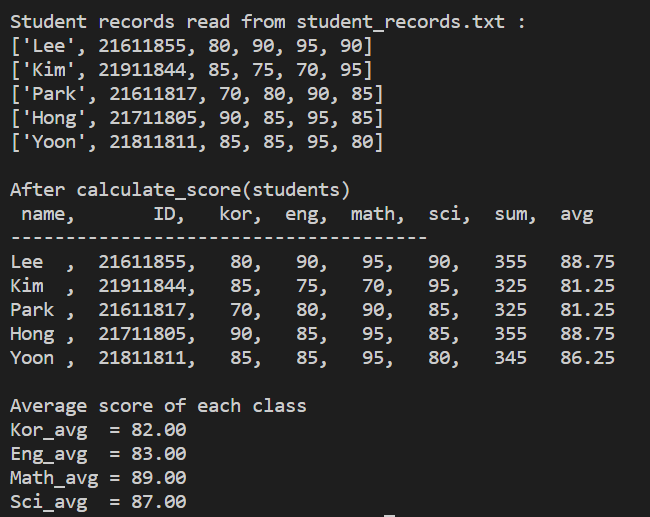 Student records read from student_records.txt :
['Lee', 21611855, 80, 90, 95, 90]
['Kim', 21911844, 85, 75, 70, 95]
['Park', 21611817, 70, 80, 90, 85]
['Hong', 21711805, 90, 85, 95, 85]
['Yoon', 21811811, 85, 85, 95, 80]

After calculate_score(students)
 name,       ID,   kor,  eng,  math,  sci,  sum,  avg
--------------------------------------
Lee  ,  21611855,   80,   90,   95,   90,   355   88.75
Kim  ,  21911844,   85,   75,   70,   95,   325   81.25
Park ,  21611817,   70,   80,   90,   85,   325   81.25
Hong ,  21711805,   90,   85,   95,   85,   355   88.75
Yoon ,  21811811,   85,   85,   95,   80,   345   86.25

Average score of each class
Kor_avg  = 82.00
Eng_avg  = 83.00
Math_avg = 89.00
Sci_avg  = 87.00